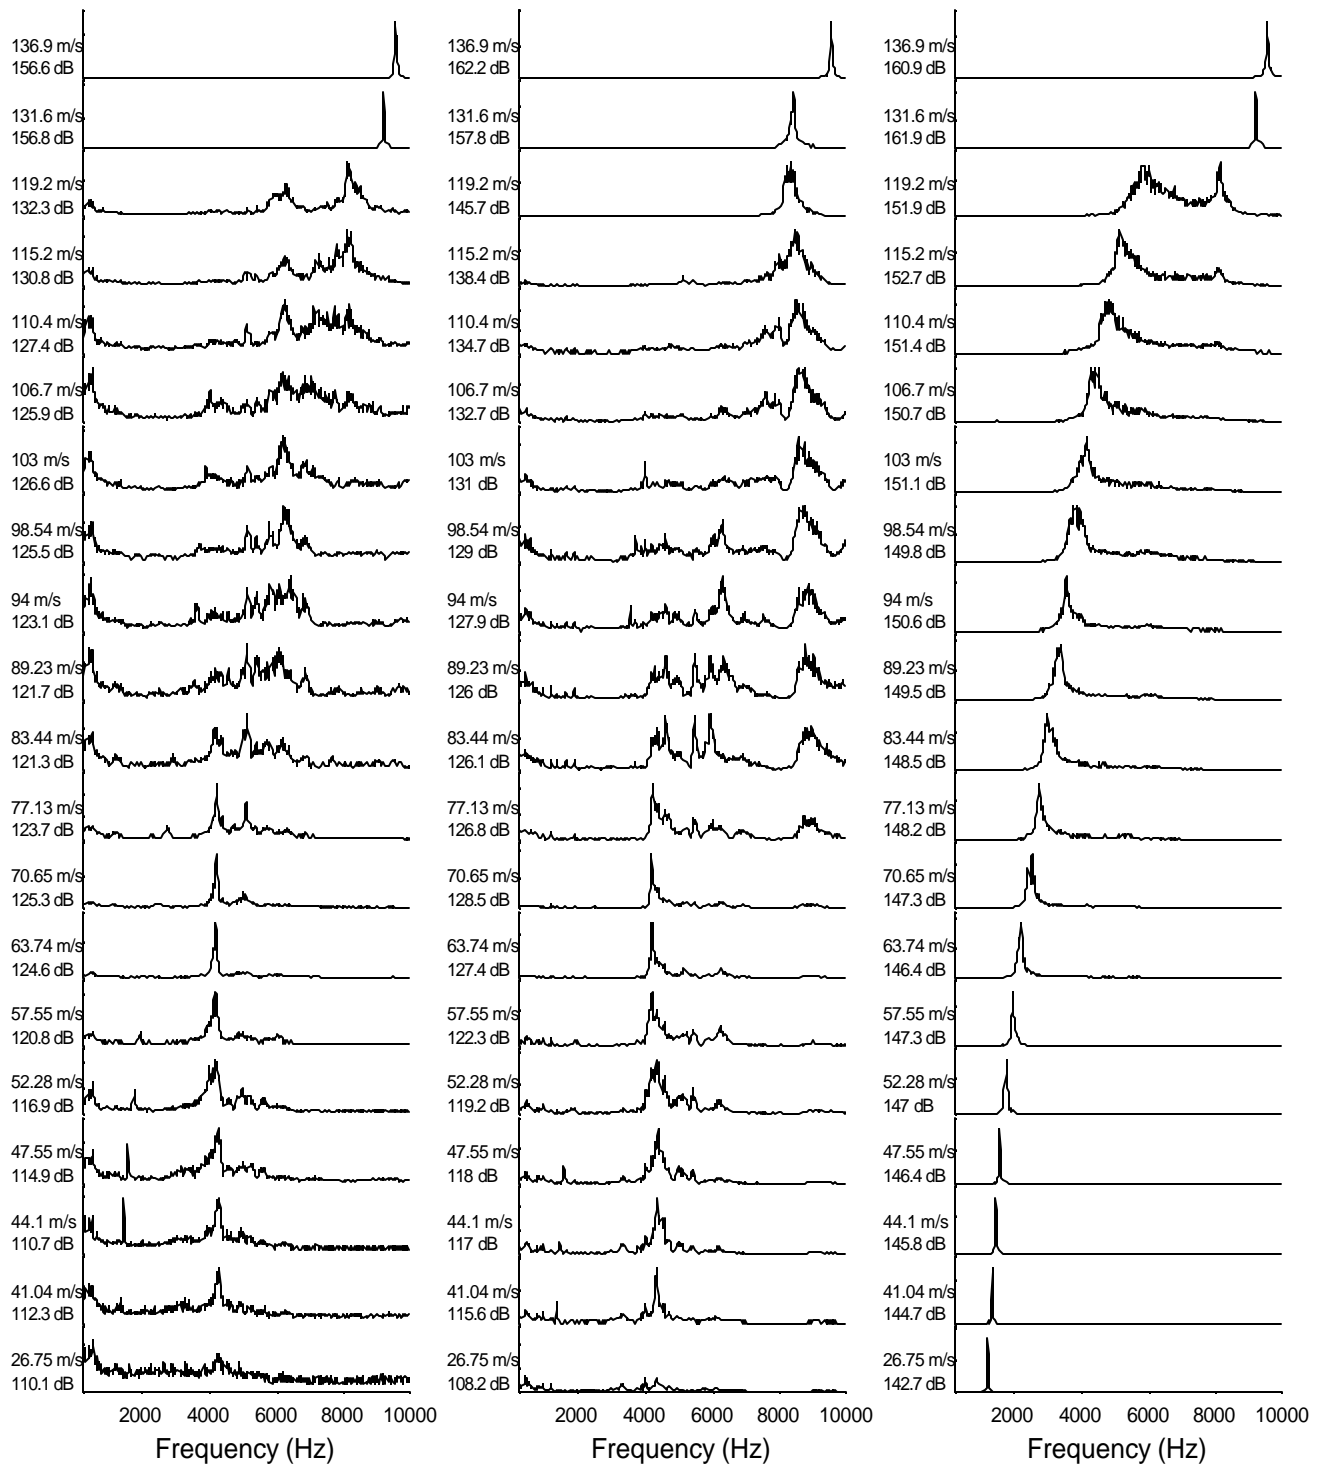 136.9 m/s
156.6 dB
131.6 m/s
156.8 dB
119.2 m/s
132.3 dB
115.2 m/s
130.8 dB
110.4 m/s
127.4 dB
106.7 m/s
125.9 dB
103 m/s
126.6 dB
98.54 m/s
125.5 dB
94 m/s
123.1 dB
89.23 m/s
121.7 dB
83.44 m/s
121.3 dB
77.13 m/s
123.7 dB
70.65 m/s
125.3 dB
63.74 m/s
124.6 dB
57.55 m/s
120.8 dB
52.28 m/s
116.9 dB
47.55 m/s
114.9 dB
44.1 m/s
110.7 dB
41.04 m/s
112.3 dB
26.75 m/s
110.1 dB
2000 4000 6000 8000 10000
Frequency (Hz)
136.9 m/s
162.2 dB
131.6 m/s
157.8 dB
119.2 m/s
145.7 dB
115.2 m/s
138.4 dB
110.4 m/s
134.7 dB
106.7 m/s
132.7 dB
103 m/s
131 dB
98.54 m/s
129 dB
94 m/s
127.9 dB
89.23 m/s
126 dB
83.44 m/s
126.1 dB
77.13 m/s
126.8 dB
70.65 m/s
128.5 dB
63.74 m/s
127.4 dB
57.55 m/s
122.3 dB
52.28 m/s
119.2 dB
47.55 m/s
118 dB
44.1 m/s
117 dB
41.04 m/s
115.6 dB
26.75 m/s
108.2 dB
2000 4000 6000 8000 10000
Frequency (Hz)
136.9 m/s
160.9 dB
131.6 m/s
161.9 dB
119.2 m/s
151.9 dB
115.2 m/s
152.7 dB
110.4 m/s
151.4 dB
106.7 m/s
150.7 dB
103 m/s
151.1 dB
98.54 m/s
149.8 dB
94 m/s
150.6 dB
89.23 m/s
149.5 dB
83.44 m/s
148.5 dB
77.13 m/s
148.2 dB
70.65 m/s
147.3 dB
63.74 m/s
146.4 dB
57.55 m/s
147.3 dB
52.28 m/s
147 dB
47.55 m/s
146.4 dB
44.1 m/s
145.8 dB
41.04 m/s
144.7 dB
26.75 m/s
142.7 dB
2000 4000 6000 8000 10000
Frequency (Hz)